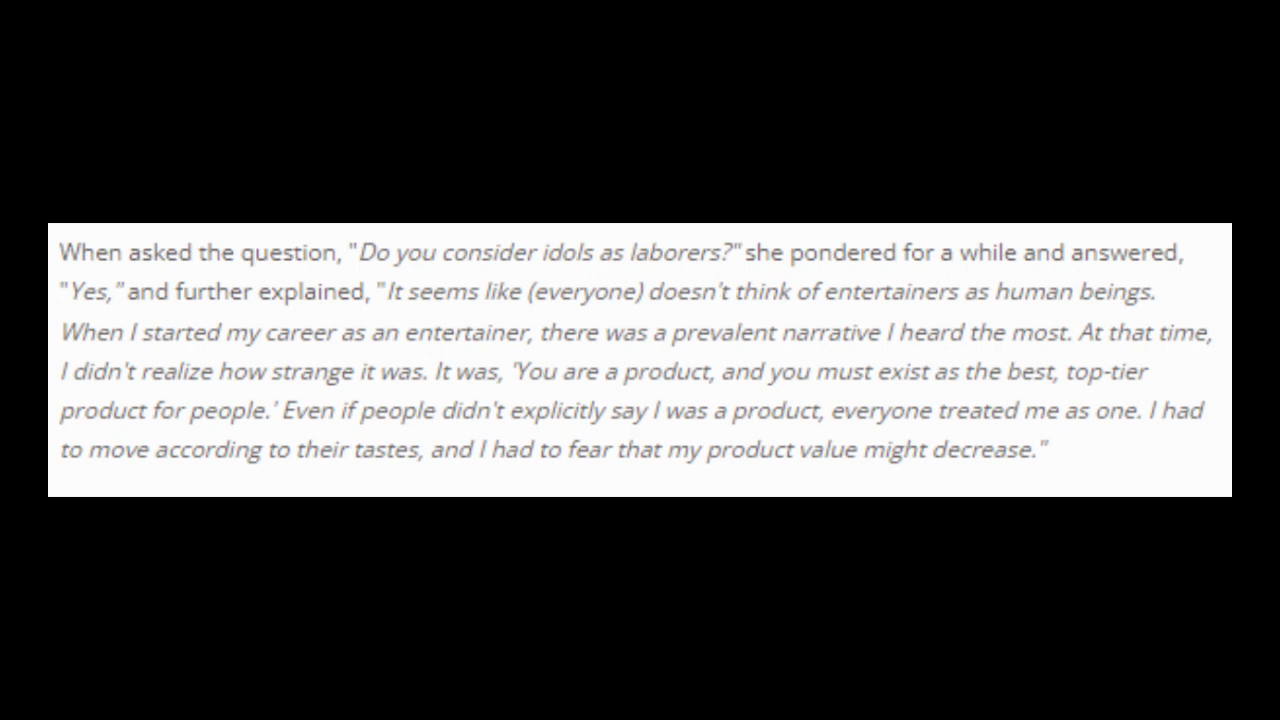 When asked the question, "Do you consider idols as laborers?" she pondered for a while and answered,
"Yes," and further explained, "It seems like (everyone) doesn't think of entertainers as human beings.
When I started my career as an entertainer, there was a prevalent narrative I heard the most. At that time,
I didn't realize how strange it was. It was, 'You are a product, and you must exist as the best, top-tier
product for people.' Even if people didn't explicitly say I was a product, everyone treated me as one. I had
to move according to their tastes, and I had to fear that my product value might decrease."